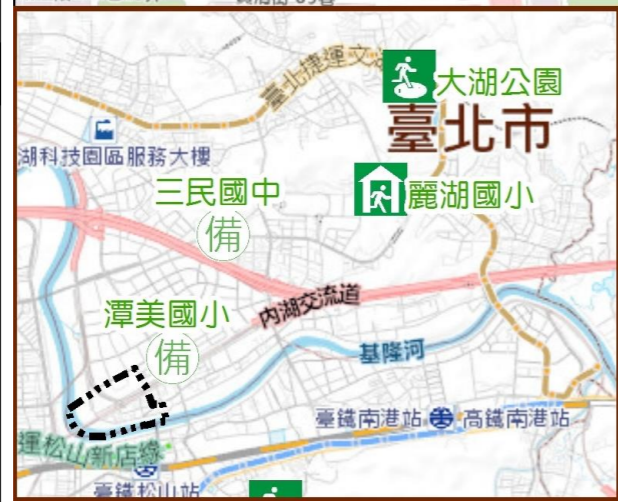 臺北捷運文
大湖公園
臺北市
湖科技園區服務大樓
三民國中
備
麗湖國小
內湖交流道
潭美國小
備
基隆河
臺鐵南港站
高鐵南港站
運松山新店線
臺鐵松山站